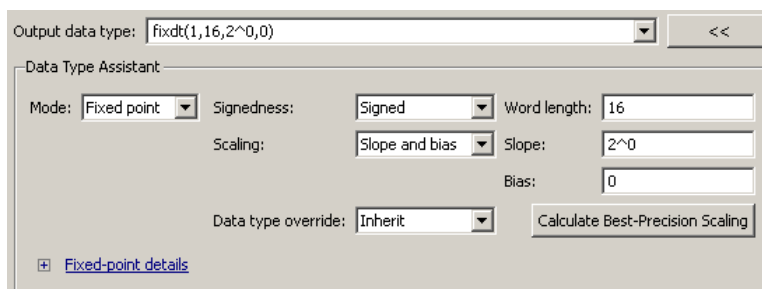 Output data type: fixdt(1,16,2^0,0) <<
Data Type Assistant
Mode: Fixed point Signedness: Signed Word length: 16
Scaling: Slope and bias Slope: 2^0
Bias: 0
Data type override: Inherit Calculate Best-Precision Scaling
Fixed-point details